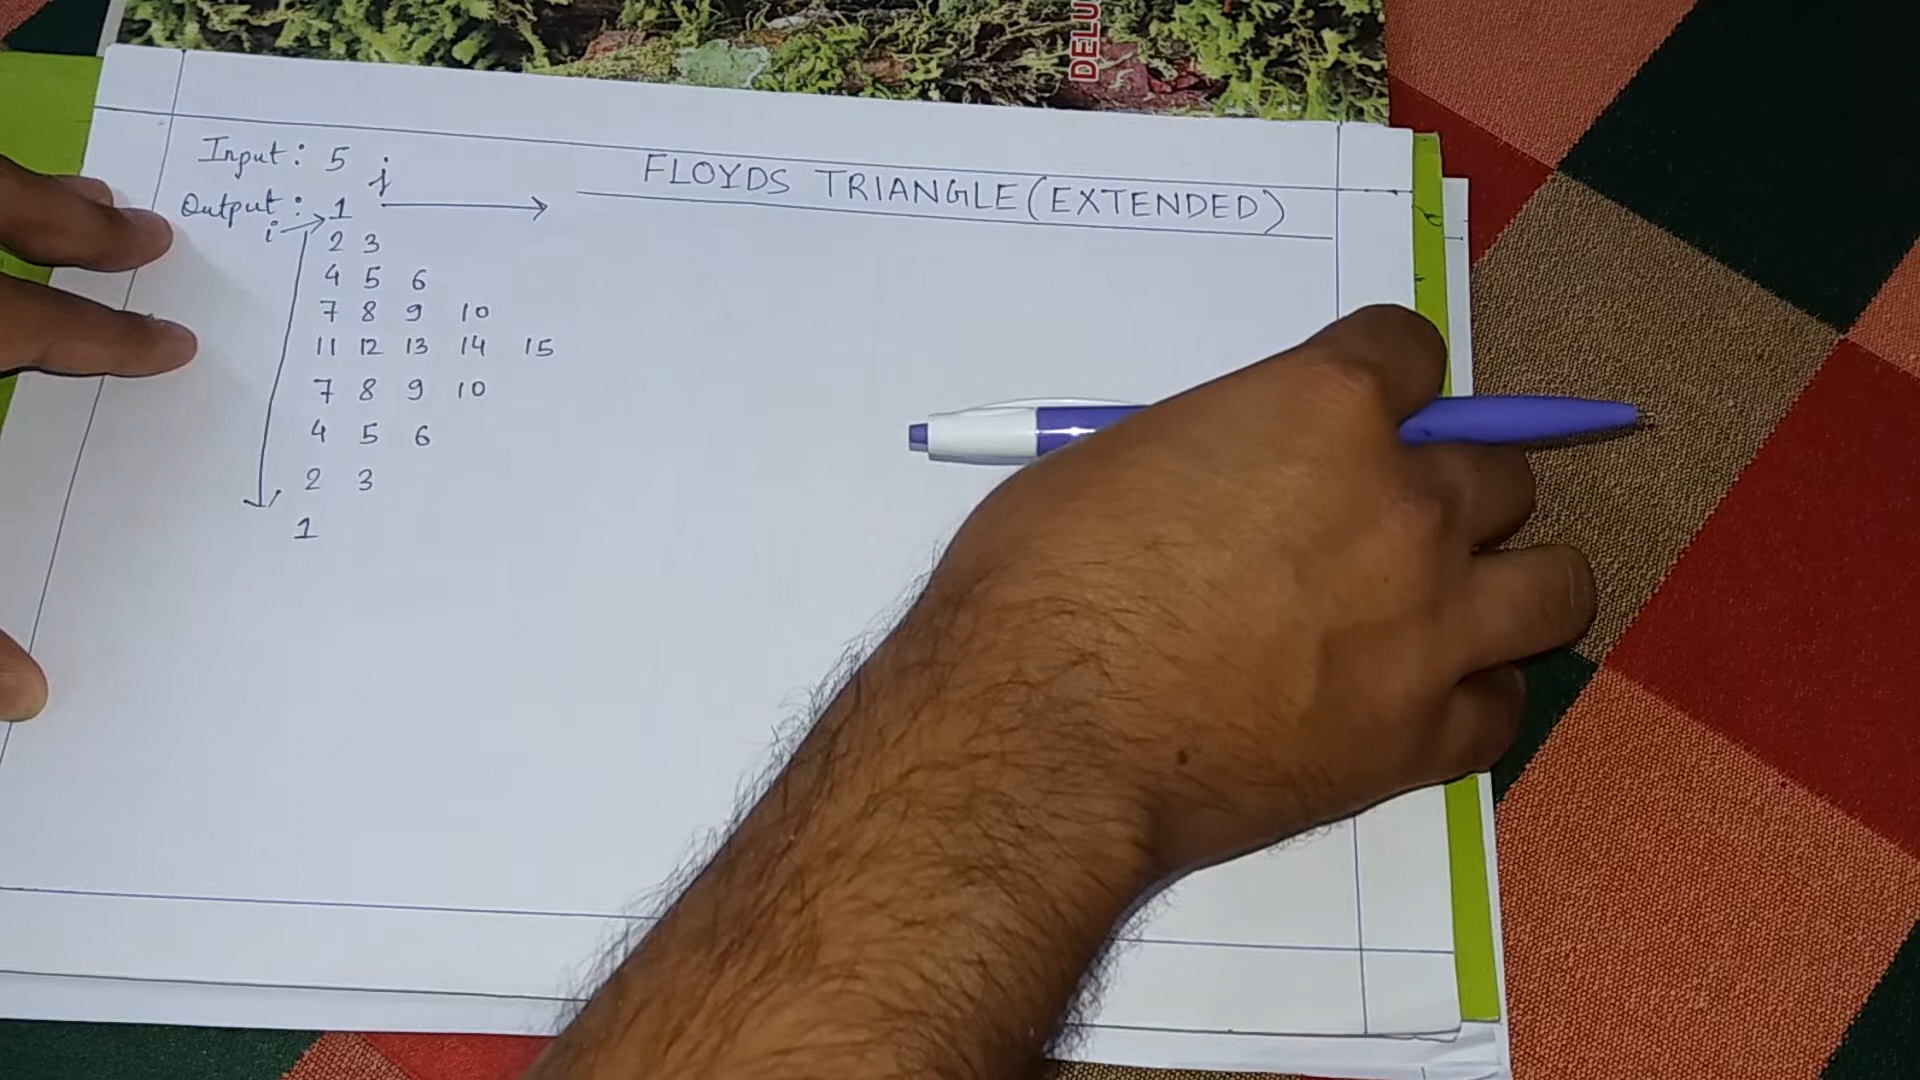 DELU
Input: 5 j
FLOYDS TRIANGLE (EXTENDED)
Output: 1
i
2 3
4 5 6
7 8 9 10
11 12 13 14 15
7 8 9 10
4 5 6
2 3
1